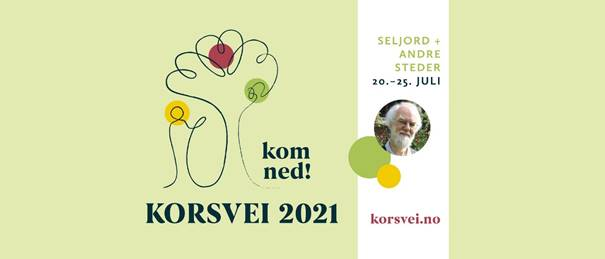 kom
ned!
KORSVEI 2021
SELJORD +
ANDRE
STEDER
20.–25. JULI
korsvei.no